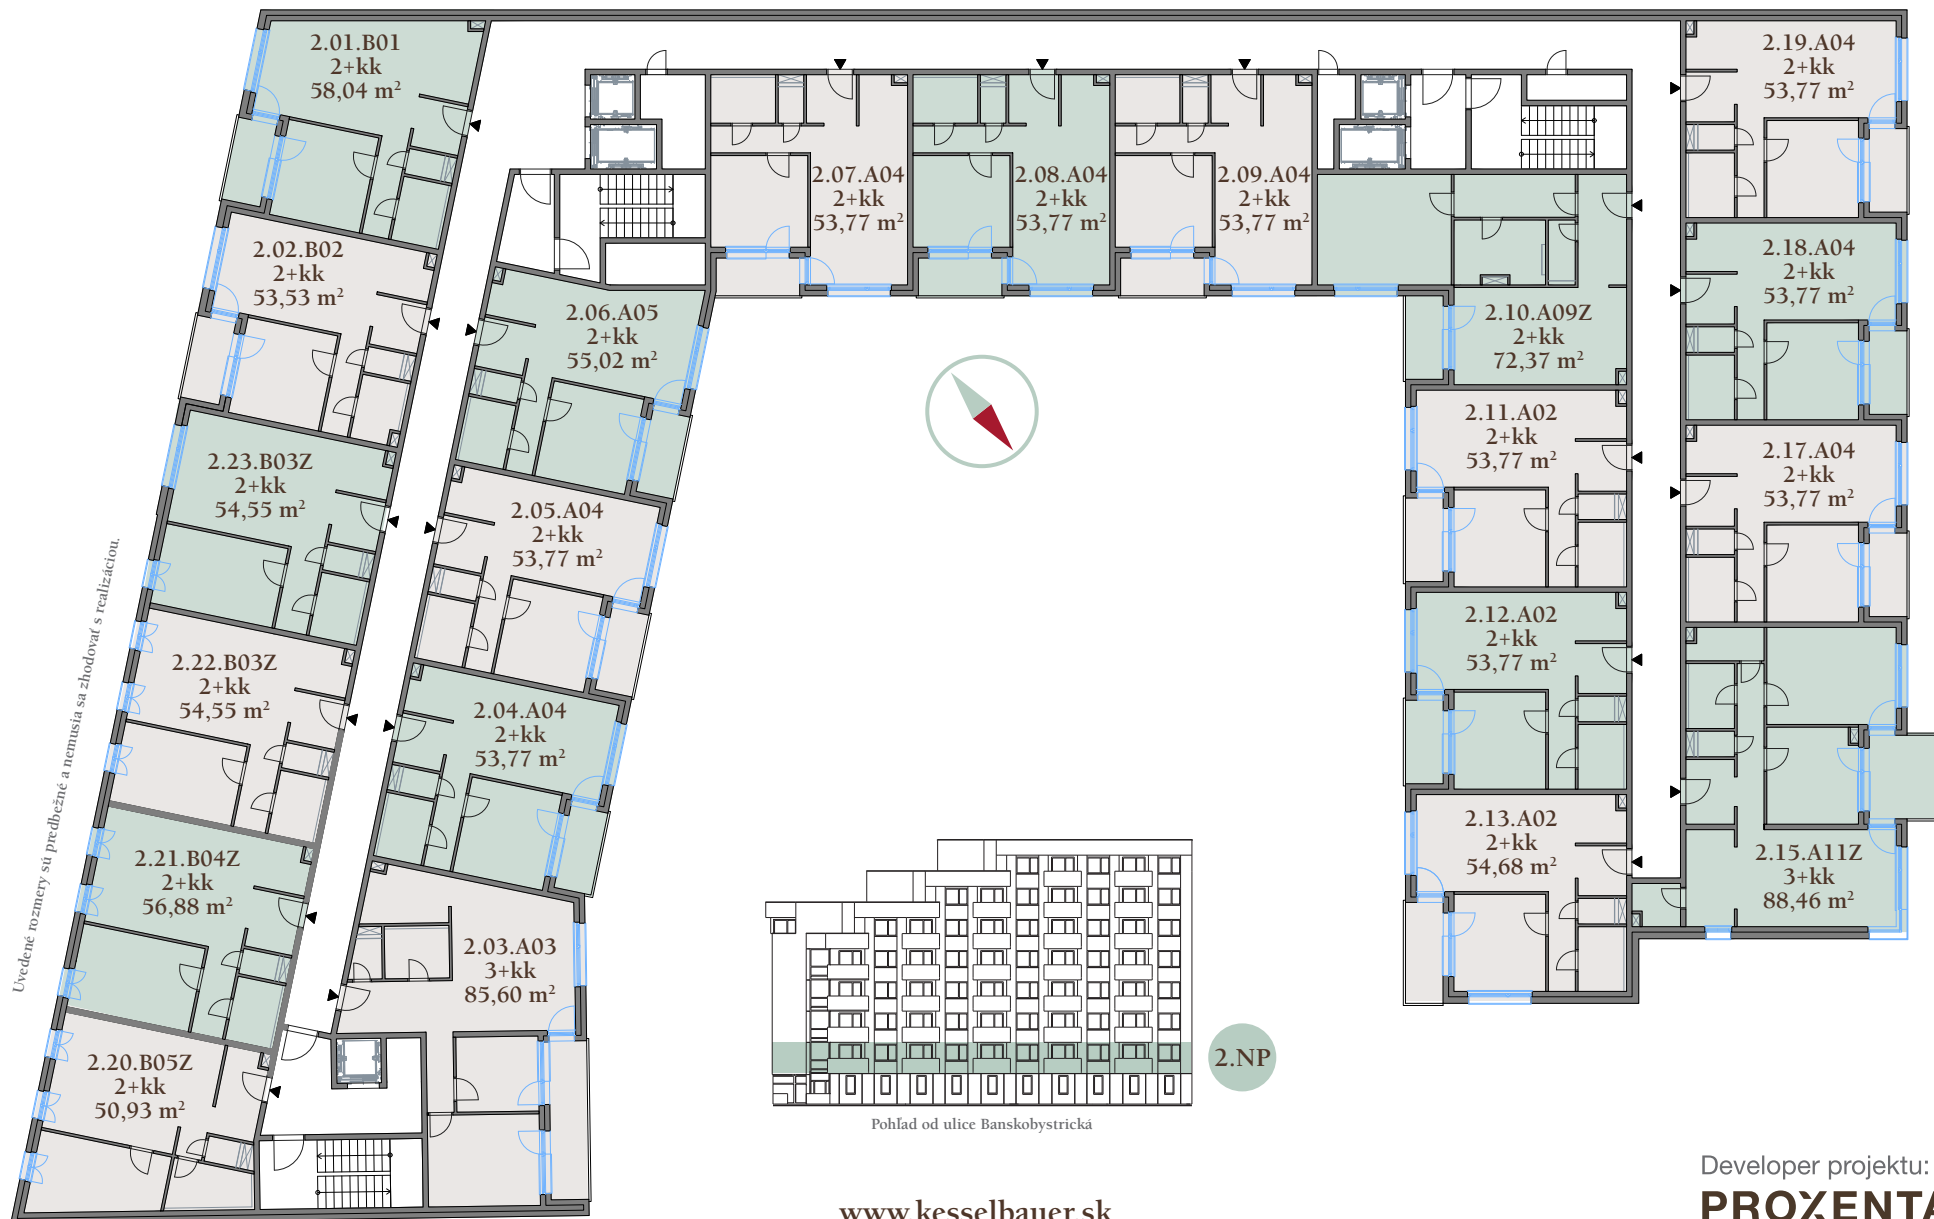 2.01.B01
2+kk
58,04 m²
2.02.B02
2+kk
53,53 m²
2.23.B03Z
2+kk
54,55 m²
2.22.B03Z
2+kk
54,55 m²
2.21.B04Z
2+kk
56,88 m²
2.20.B05Z
2+kk
50,93 m²
2.06.A05
2+kk
55,02 m²
2.05.A04
2+kk
53,77 m²
2.04.A04
2+kk
53,77 m²
2.03.A03
3+kk
85,60 m²
2.07.A04
2+kk
53,77 m²
2.08.A04
2+kk
53,77 m²
2.09.A04
2+kk
53,77 m²
2.10.A09Z
2+kk
72,37 m²
2.11.A02
2+kk
53,77 m²
2.12.A02
2+kk
53,77 m²
2.13.A02
2+kk
54,68 m²
2.19.A04
2+kk
53,77 m²
2.18.A04
2+kk
53,77 m²
2.17.A04
2+kk
53,77 m²
2.15.A11Z
3+kk
88,46 m²
Uvedené rozmery sú predbežné a nemusia sa zhodovať s realizáciou.
2.NP
Pohľad od ulice Banskobystrická
www.kesselbauer.sk
Developer projektu:
PROXENTA